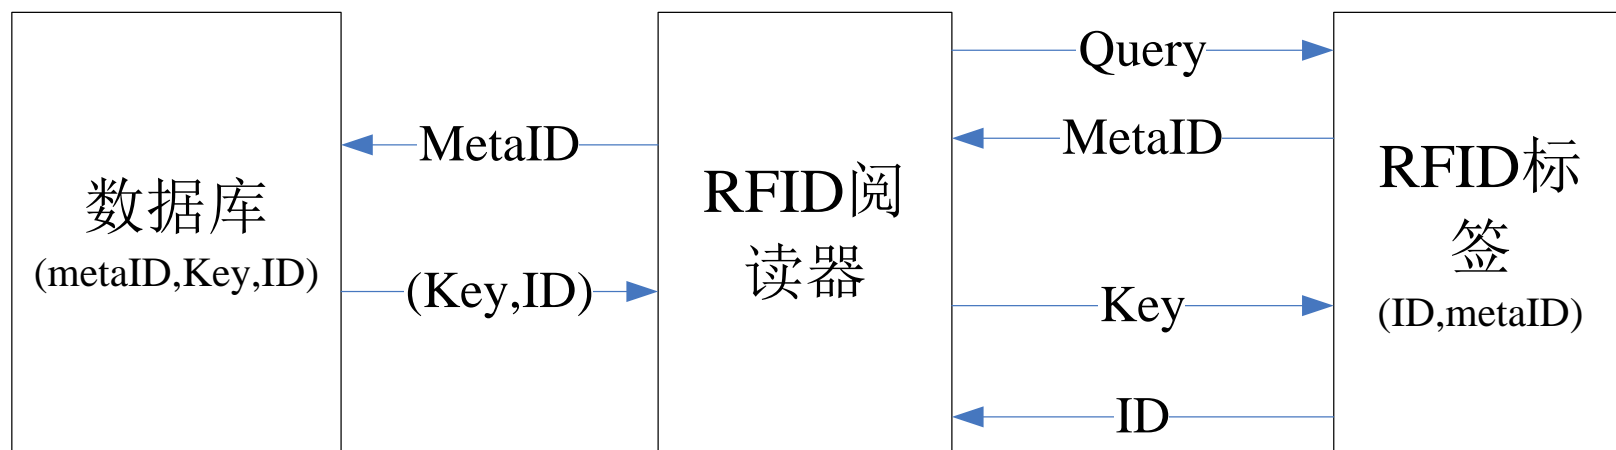 数据库
(metaID,Key,ID)
MetaID
(Key,ID)
RFID阅
读器
Query
MetaID
Key
ID
RFID标
签
(ID,metaID)